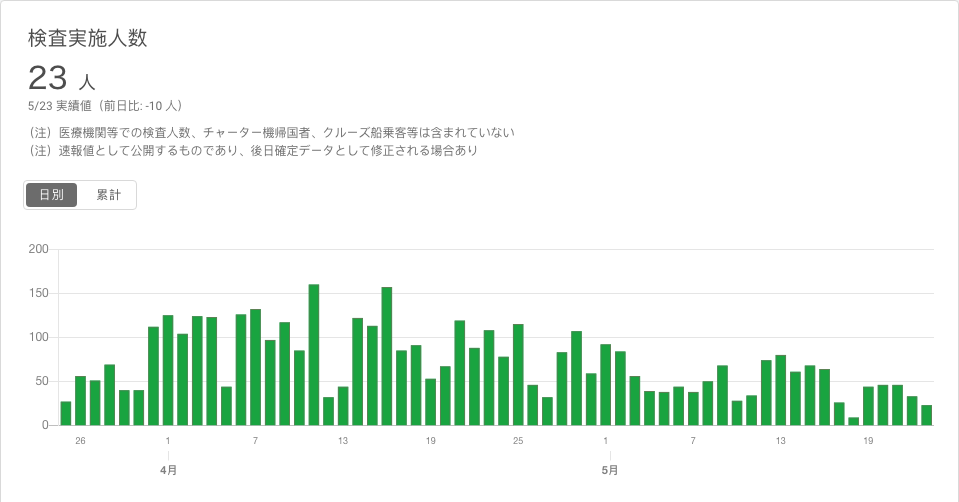 検査実施人数
23 人
5/23 実績値（前日比: -10 人）
（注）医療機関等での検査人数、チャーター機帰国者、クルーズ船乗客等は含まれていない
（注）速報値として公開するものであり、後日確定データとして修正される場合あり
日別 累計
200
150
100
50
0
26 1 7 13 19 25 1 7 13 19
4月 5月